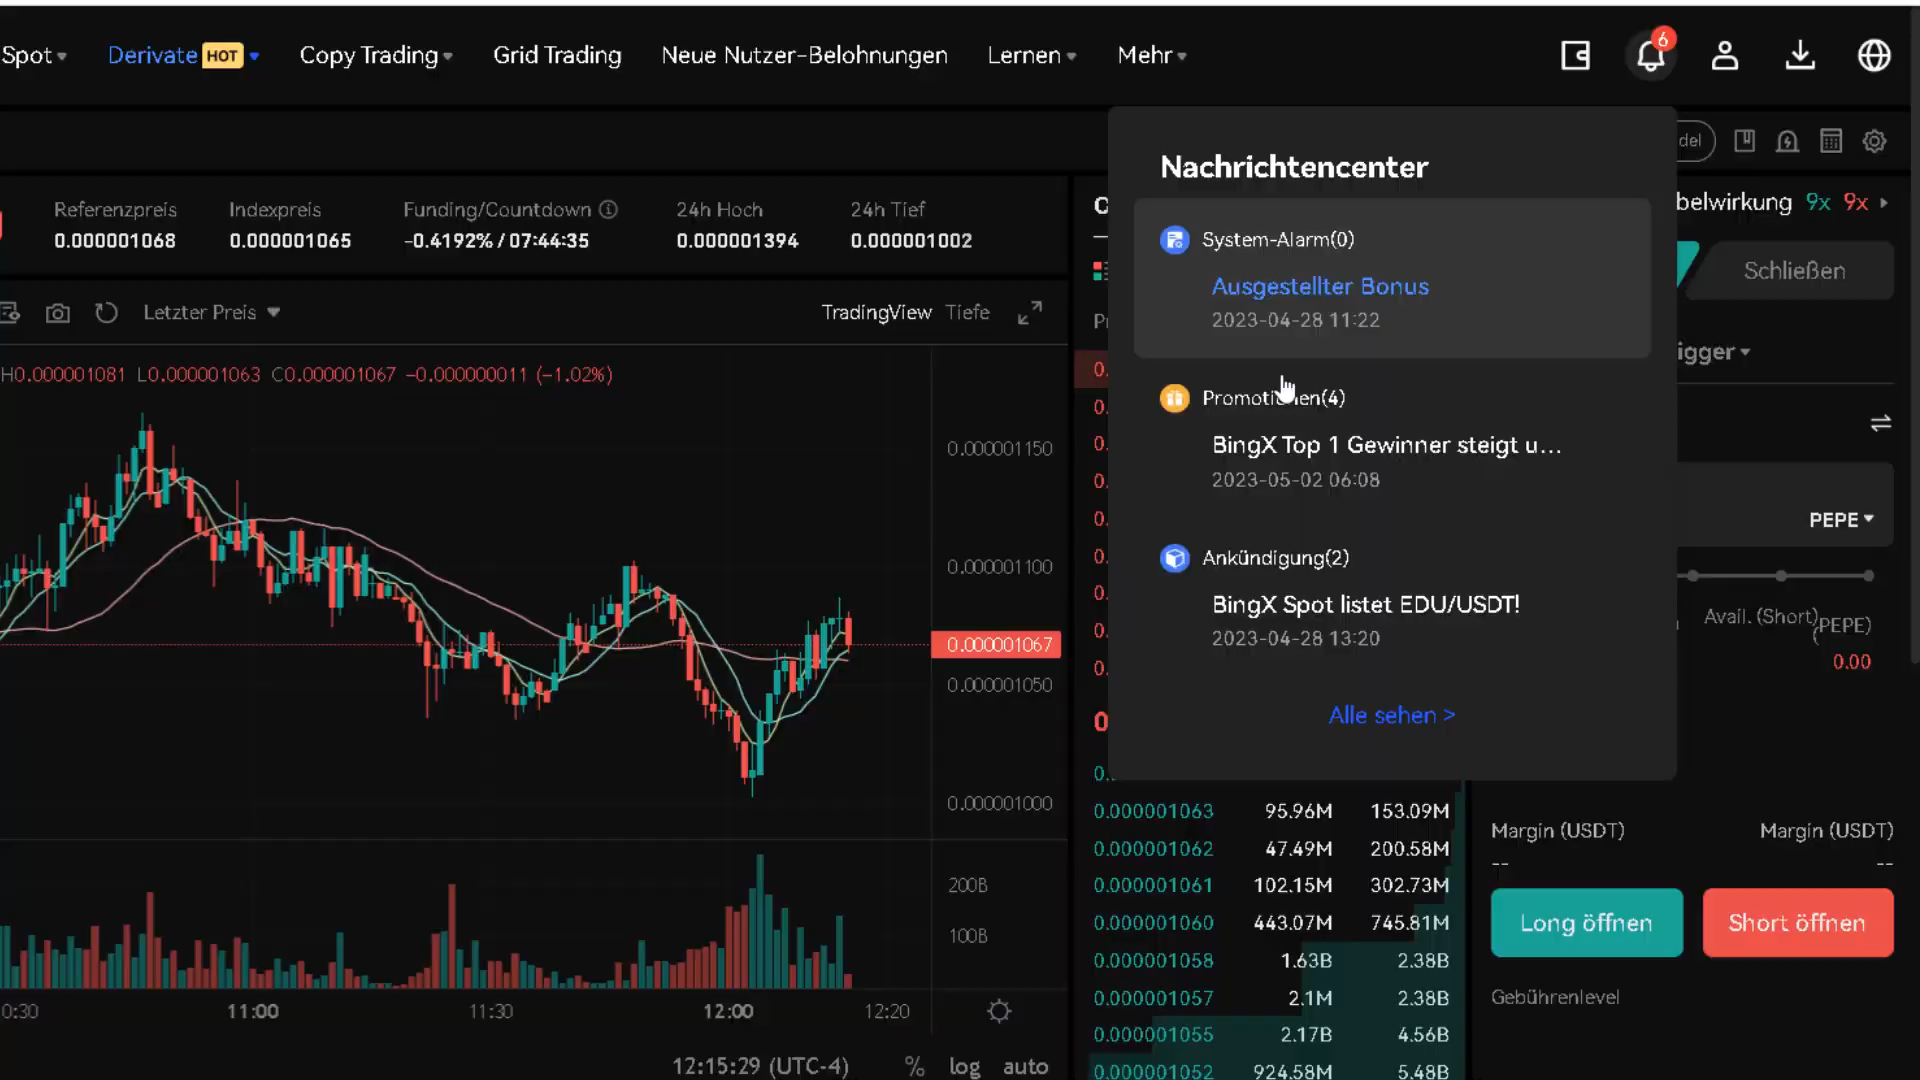 Spot Derivate HOT Copy Trading Grid Trading Neue Nutzer-Belohnungen Lernen Mehr 6
Referenzpreis Indexpreis Funding/Countdown 24h Hoch 24h Tief
0.000001068 0.000001065 -0.4192% / 07:44:35 0.000001394 0.000001002
Letzter Preis TradingView Tiefe
H0.000001081 L0.000001063 C0.000001067 -0.000000011 (-1.02%)
0.000001150
0.000001100
0.000001067
0.000001050
0.000001000
200B
100B
0:30 11:00 11:30 12:00 12:20
12:15:29 (UTC-4) % log auto
Nachrichtencenter
System-Alarm(0)
Ausgestellter Bonus
2023-04-28 11:22
Promotionen(4)
BingX Top 1 Gewinner steigt u...
2023-05-02 06:08
Ankündigung(2)
BingX Spot listet EDU/USDT!
2023-04-28 13:20
Alle sehen >
0.000001063 95.96M 153.09M
0.000001062 47.49M 200.58M
0.000001061 102.15M 302.73M
0.000001060 443.07M 745.81M
0.000001058 1.63B 2.38B
0.000001057 2.1M 2.38B
0.000001055 2.17B 4.56B
0.000001052 924.58M 5.48B
del
belwirkung 9x 9x
Schließen
igger
PEPE
Avail. (Short) (PEPE)
0.00
Margin (USDT) Margin (USDT)
-- --
Long öffnen Short öffnen
Gebührenlevel